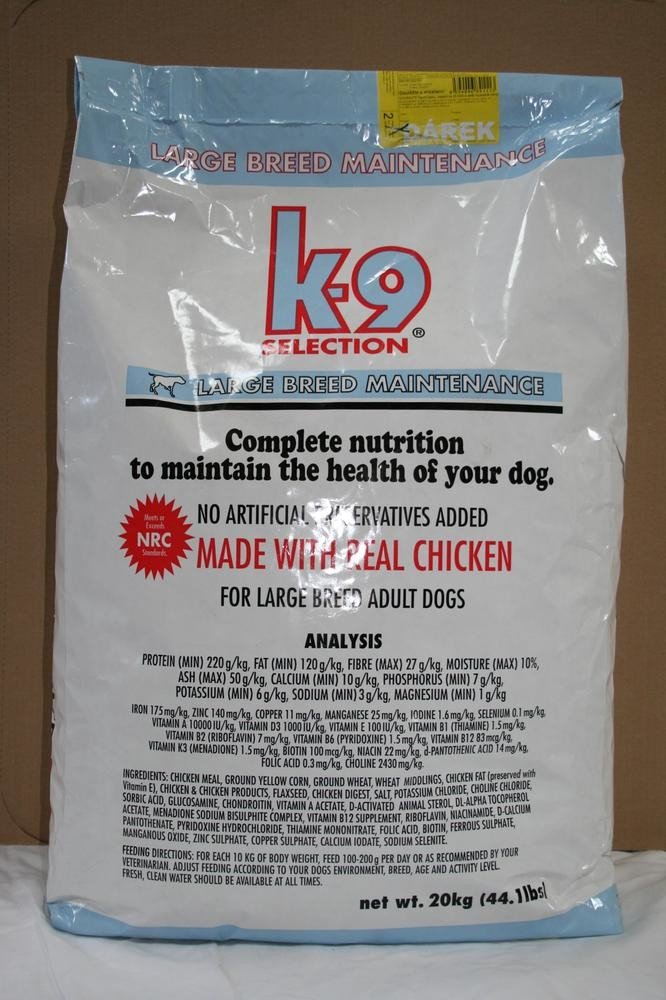 2+1
DÁREK
LARGE BREED MAINTENANCE
k-9
SELECTION ®
LARGE BREED MAINTENANCE
Complete nutrition
to maintain the health of your dog.
Meets or
Exceeds
NRC
Standards.
NO ARTIFICIAL PRESERVATIVES ADDED
MADE WITH REAL CHICKEN
FOR LARGE BREED ADULT DOGS
ANALYSIS
PROTEIN (MIN) 220 g/kg, FAT (MIN) 120 g/kg, FIBRE (MAX) 27 g/kg, MOISTURE (MAX) 10%,
ASH (MAX) 50 g/kg, CALCIUM (MIN) 10 g/kg, PHOSPHORUS (MIN) 7 g/kg,
POTASSIUM (MIN) 6 g/kg, SODIUM (MIN) 3 g/kg, MAGNESIUM (MIN) 1 g/kg
IRON 175 mg/kg, ZINC 140 mg/kg, COPPER 11 mg/kg, MANGANESE 25 mg/kg, IODINE 1.6 mg/kg, SELENIUM 0.1 mg/kg,
VITAMIN A 10000 IU/kg, VITAMIN D3 1000 IU/kg, VITAMIN E 100 IU/kg, VITAMIN B1 (THIAMINE) 1.5 mg/kg,
VITAMIN B2 (RIBOFLAVIN) 7 mg/kg, VITAMIN B6 (PYRIDOXINE) 1.5 mg/kg, VITAMIN B12 83 mcg/kg,
VITAMIN K3 (MENADIONE) 1.5 mg/kg, BIOTIN 100 mcg/kg, NIACIN 22 mg/kg, d-PANTOTHENIC ACID 14 mg/kg,
FOLIC ACID 0.3 mg/kg, CHOLINE 2430 mg/kg.
INGREDIENTS: CHICKEN MEAL, GROUND YELLOW CORN, GROUND WHEAT, WHEAT MIDDLINGS, CHICKEN FAT (preserved with
Vitamin E), CHICKEN & CHICKEN PRODUCTS, FLAXSEED, CHICKEN DIGEST, SALT, POTASSIUM CHLORIDE, CHOLINE CHLORIDE,
SORBIC ACID, GLUCOSAMINE, CHONDROITIN, VITAMIN A ACETATE, D-ACTIVATED ANIMAL STEROL, DL-ALPHA TOCOPHEROL
ACETATE, MENADIONE SODIUM BISULPHITE COMPLEX, VITAMIN B12 SUPPLEMENT, RIBOFLAVIN, NIACINAMIDE, D-CALCIUM
PANTOTHENATE, PYRIDOXINE HYDROCHLORIDE, THIAMINE MONONITRATE, FOLIC ACID, BIOTIN, FERROUS SULPHATE,
MANGANOUS OXIDE, ZINC SULPHATE, COPPER SULPHATE, CALCIUM IODATE, SODIUM SELENITE.
FEEDING DIRECTIONS: FOR EACH 10 KG OF BODY WEIGHT, FEED 100-200 g PER DAY OR AS RECOMMENDED BY YOUR
VETERINARIAN. ADJUST FEEDING ACCORDING TO YOUR DOGS ENVIRONMENT, BREED, AGE AND ACTIVITY LEVEL.
FRESH, CLEAN WATER SHOULD BE AVAILABLE AT ALL TIMES.
net wt. 20kg (44.1lbs)